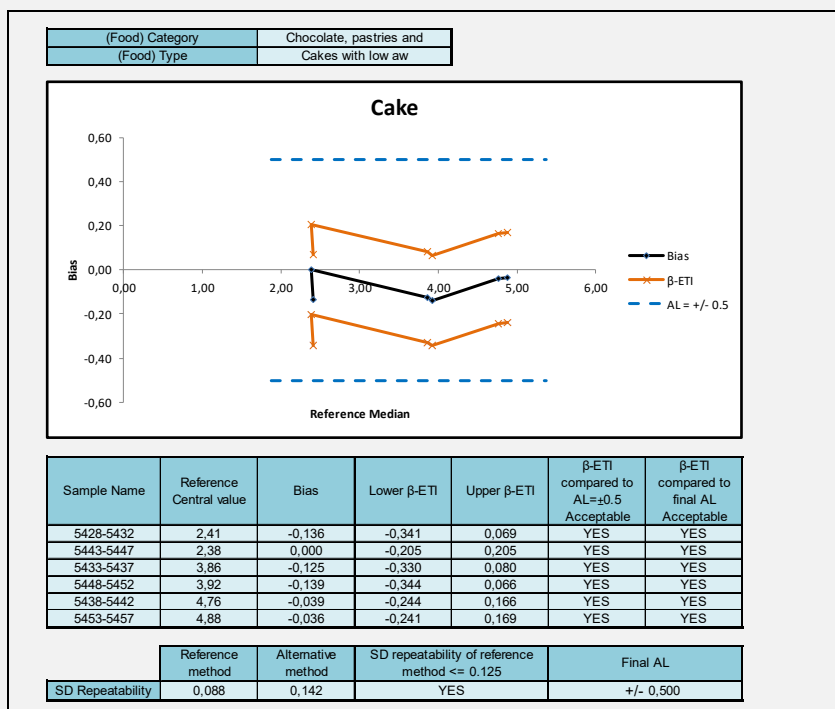 (Food) Category Chocolate, pastries and
(Food) Type Cakes with low aw
Cake
0,60
0,40
0,20
0,00
-0,20
-0,40
-0,60
0,00 1,00 2,00 3,00 4,00 5,00 6,00
Bias
Reference Median
Bias
β-ETI
AL = +/- 0.5
Sample Name Reference Central value Bias Lower β-ETI Upper β-ETI β-ETI compared to AL=±0.5 Acceptable β-ETI compared to final AL Acceptable
5428-5432 2,41 -0,136 -0,341 0,069 YES YES
5443-5447 2,38 0,000 -0,205 0,205 YES YES
5433-5437 3,86 -0,125 -0,330 0,080 YES YES
5448-5452 3,92 -0,139 -0,344 0,066 YES YES
5438-5442 4,76 -0,039 -0,244 0,166 YES YES
5453-5457 4,88 -0,036 -0,241 0,169 YES YES
Reference method Alternative method SD repeatability of reference method <= 0.125 Final AL
SD Repeatability 0,088 0,142 YES +/- 0,500